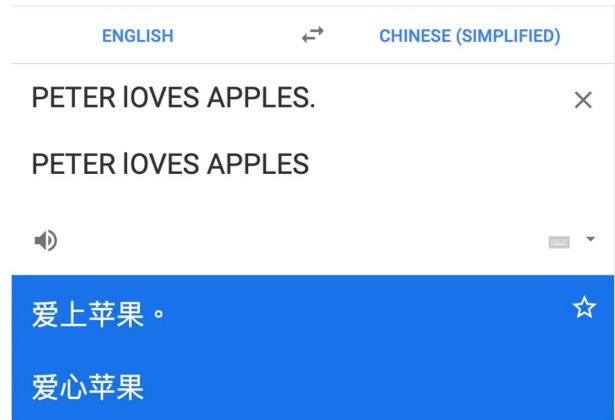 ENGLISH CHINESE (SIMPLIFIED)
PETER lOVES APPLES.
PETER lOVES APPLES
爱上苹果。
爱心苹果